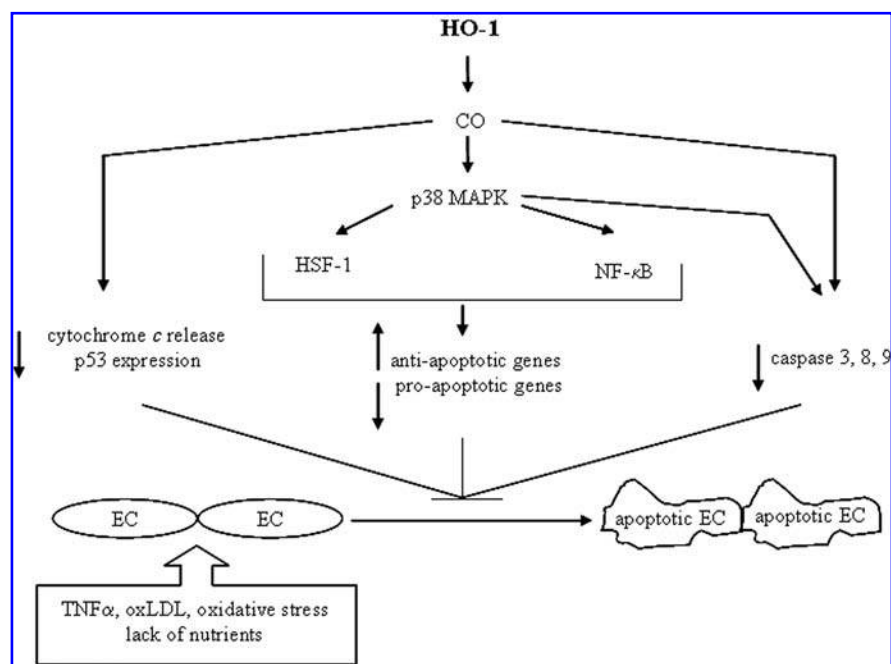 HO-1
CO
p38 MAPK
HSF-1
NF-κB
cytochrome c release
p53 expression
anti-apoptotic genes
pro-apoptotic genes
caspase 3, 8, 9
EC
EC
apoptotic EC
apoptotic EC
TNFα, oxLDL, oxidative stress
lack of nutrients